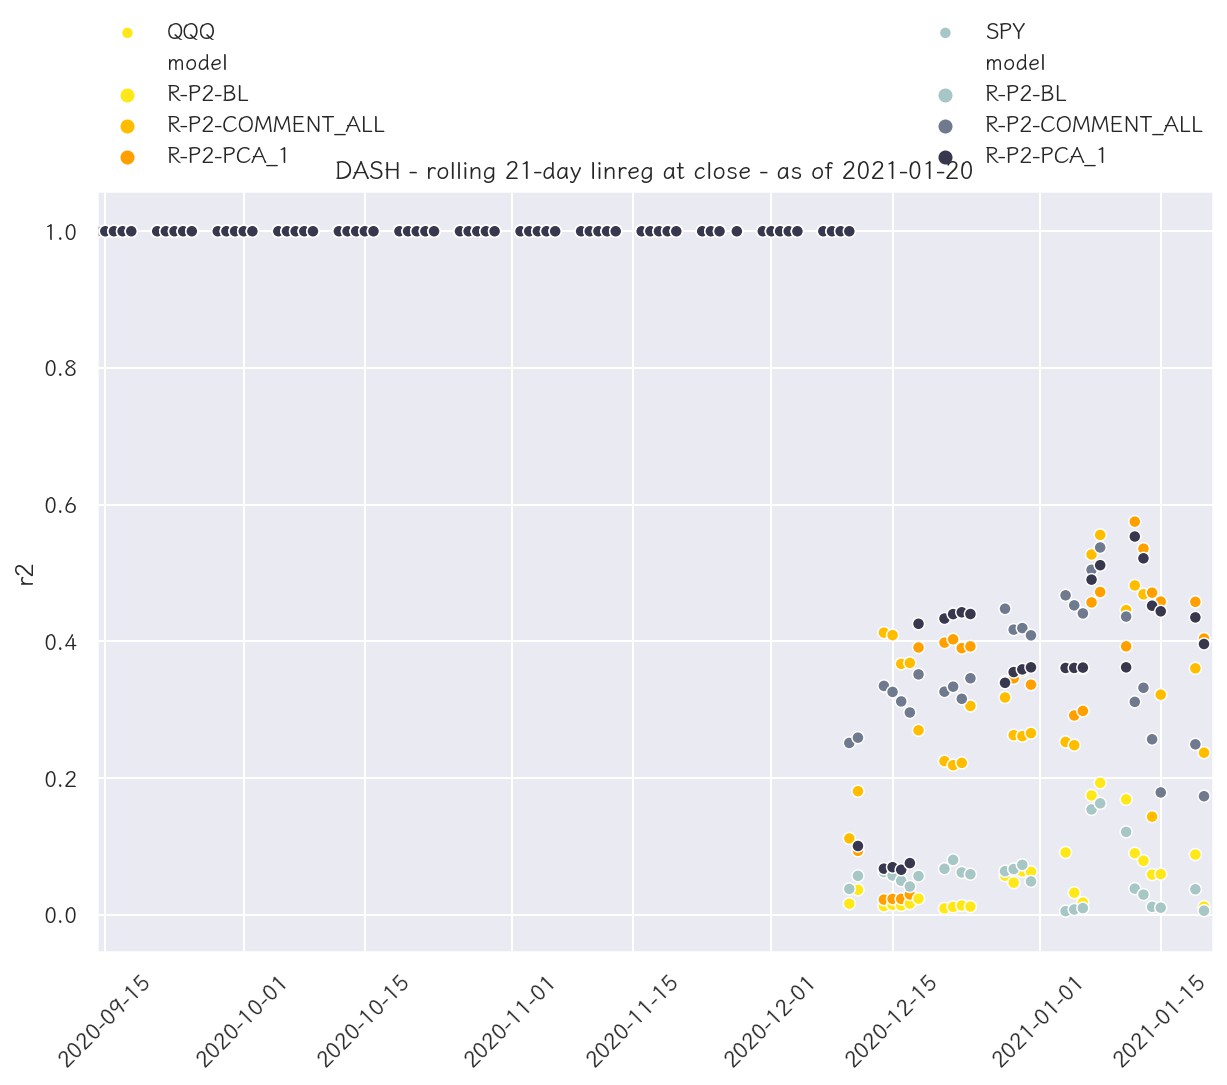 QQQ
model
R-P2-BL
R-P2-COMMENT_ALL
R-P2-PCA_1
SPY
model
R-P2-BL
R-P2-COMMENT_ALL
R-P2-PCA_1
DASH - rolling 21-day linreg at close - as of 2021-01-20
1.0
0.8
0.6
0.4
0.2
0.0
r2
2020-09-15
2020-10-01
2020-10-15
2020-11-01
2020-11-15
2020-12-01
2020-12-15
2021-01-01
2021-01-15